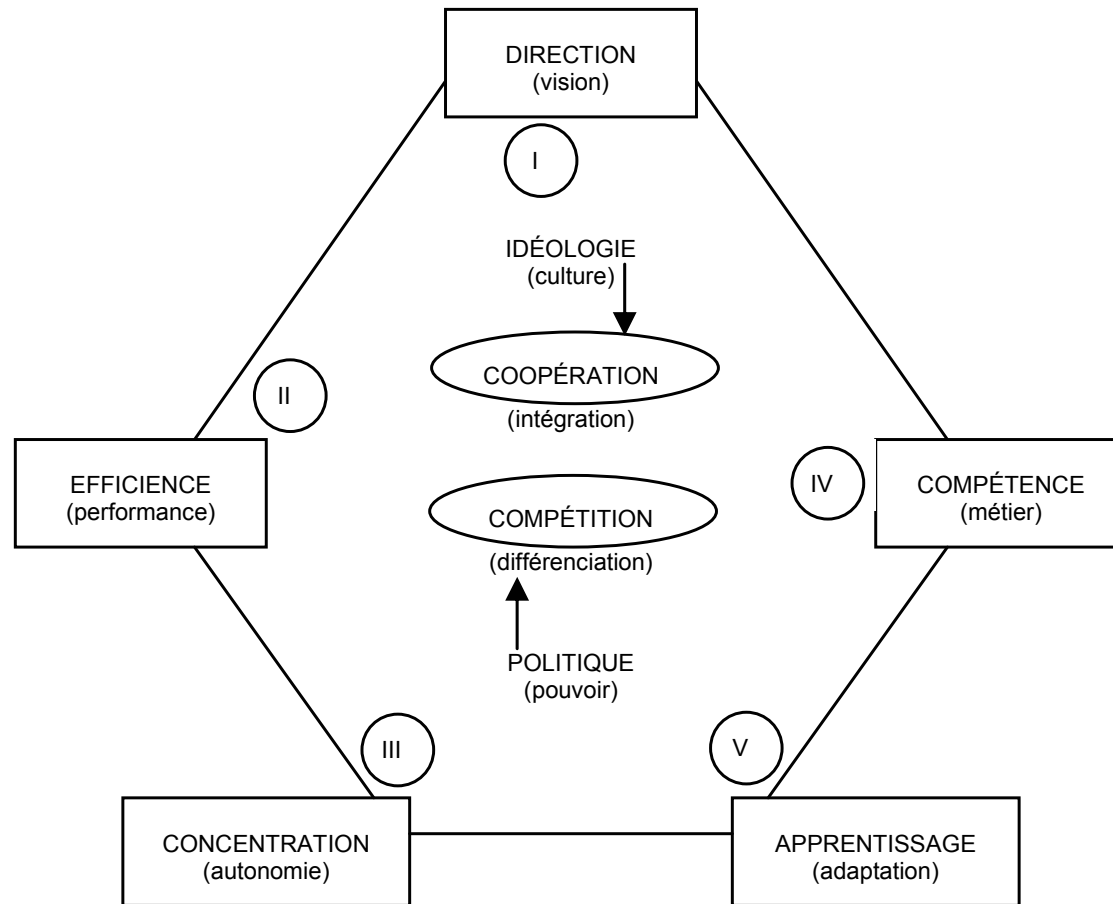 DIRECTION
(vision)
I
IDÉOLOGIE
(culture)
COOPÉRATION
(intégration)
II
EFFICIENCE
(performance)
COMPÉTITION
(différenciation)
IV
COMPÉTENCE
(métier)
POLITIQUE
(pouvoir)
III
V
CONCENTRATION
(autonomie)
APPRENTISSAGE
(adaptation)